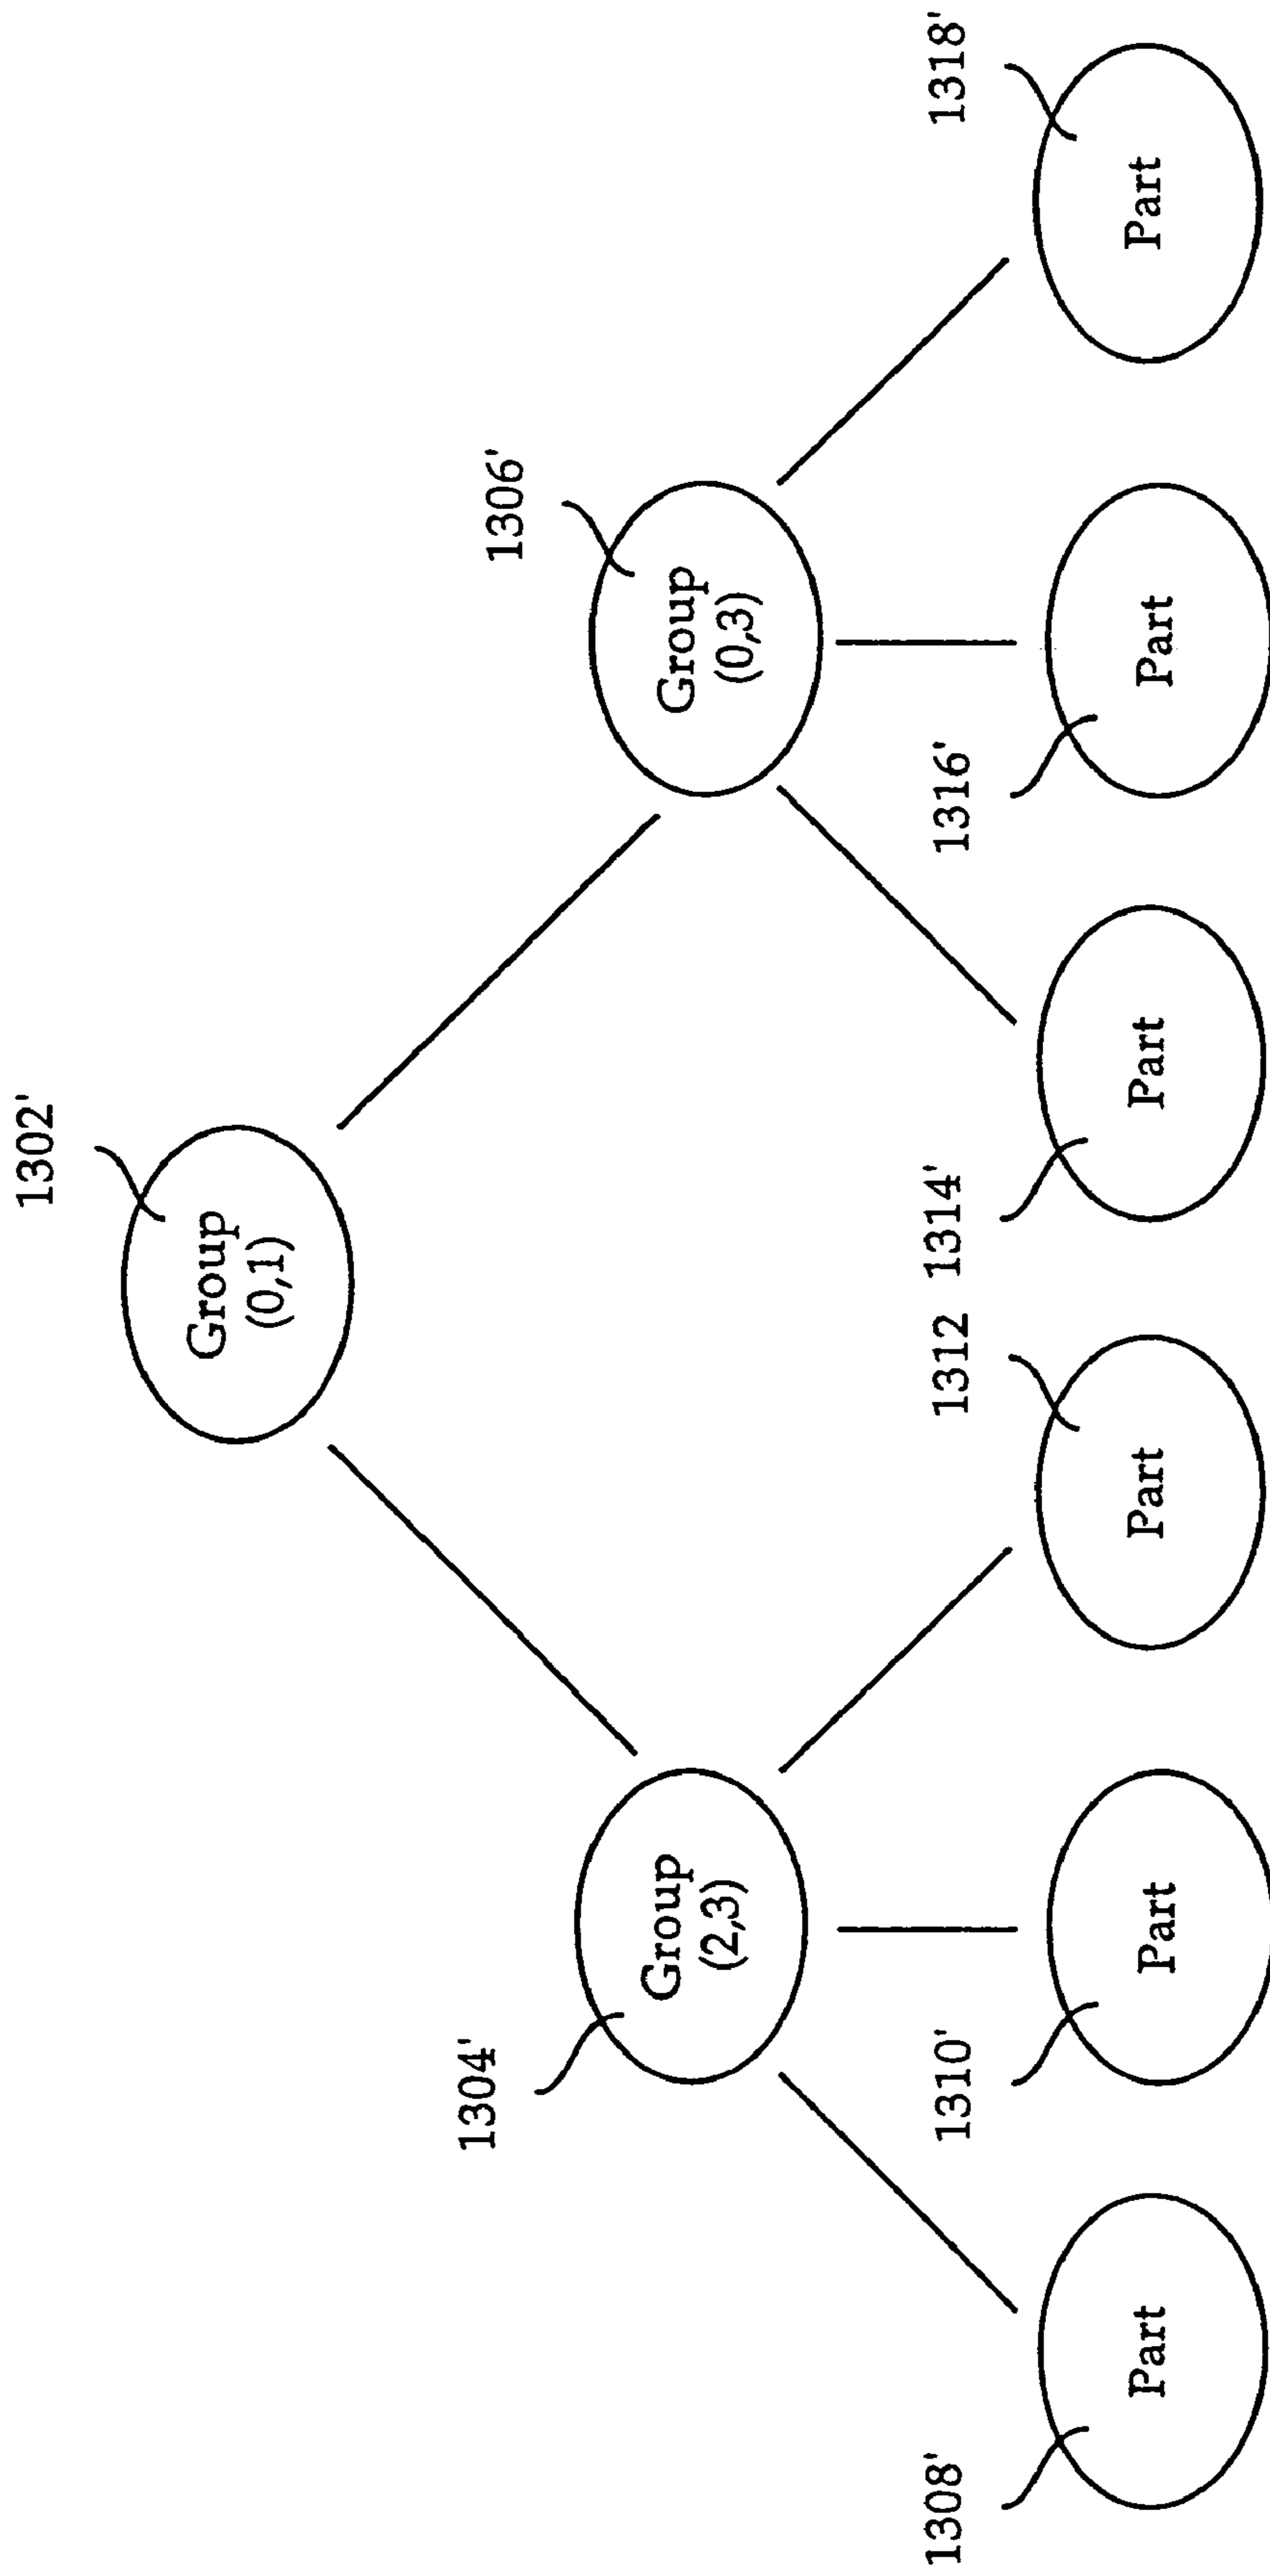 1302'
Group
(0,1)
1304'
Group
(2,3)
1306'
Group
(0,3)
1308'
Part
1310'
Part
1312
Part
1314'
Part
1316'
Part
1318'
Part